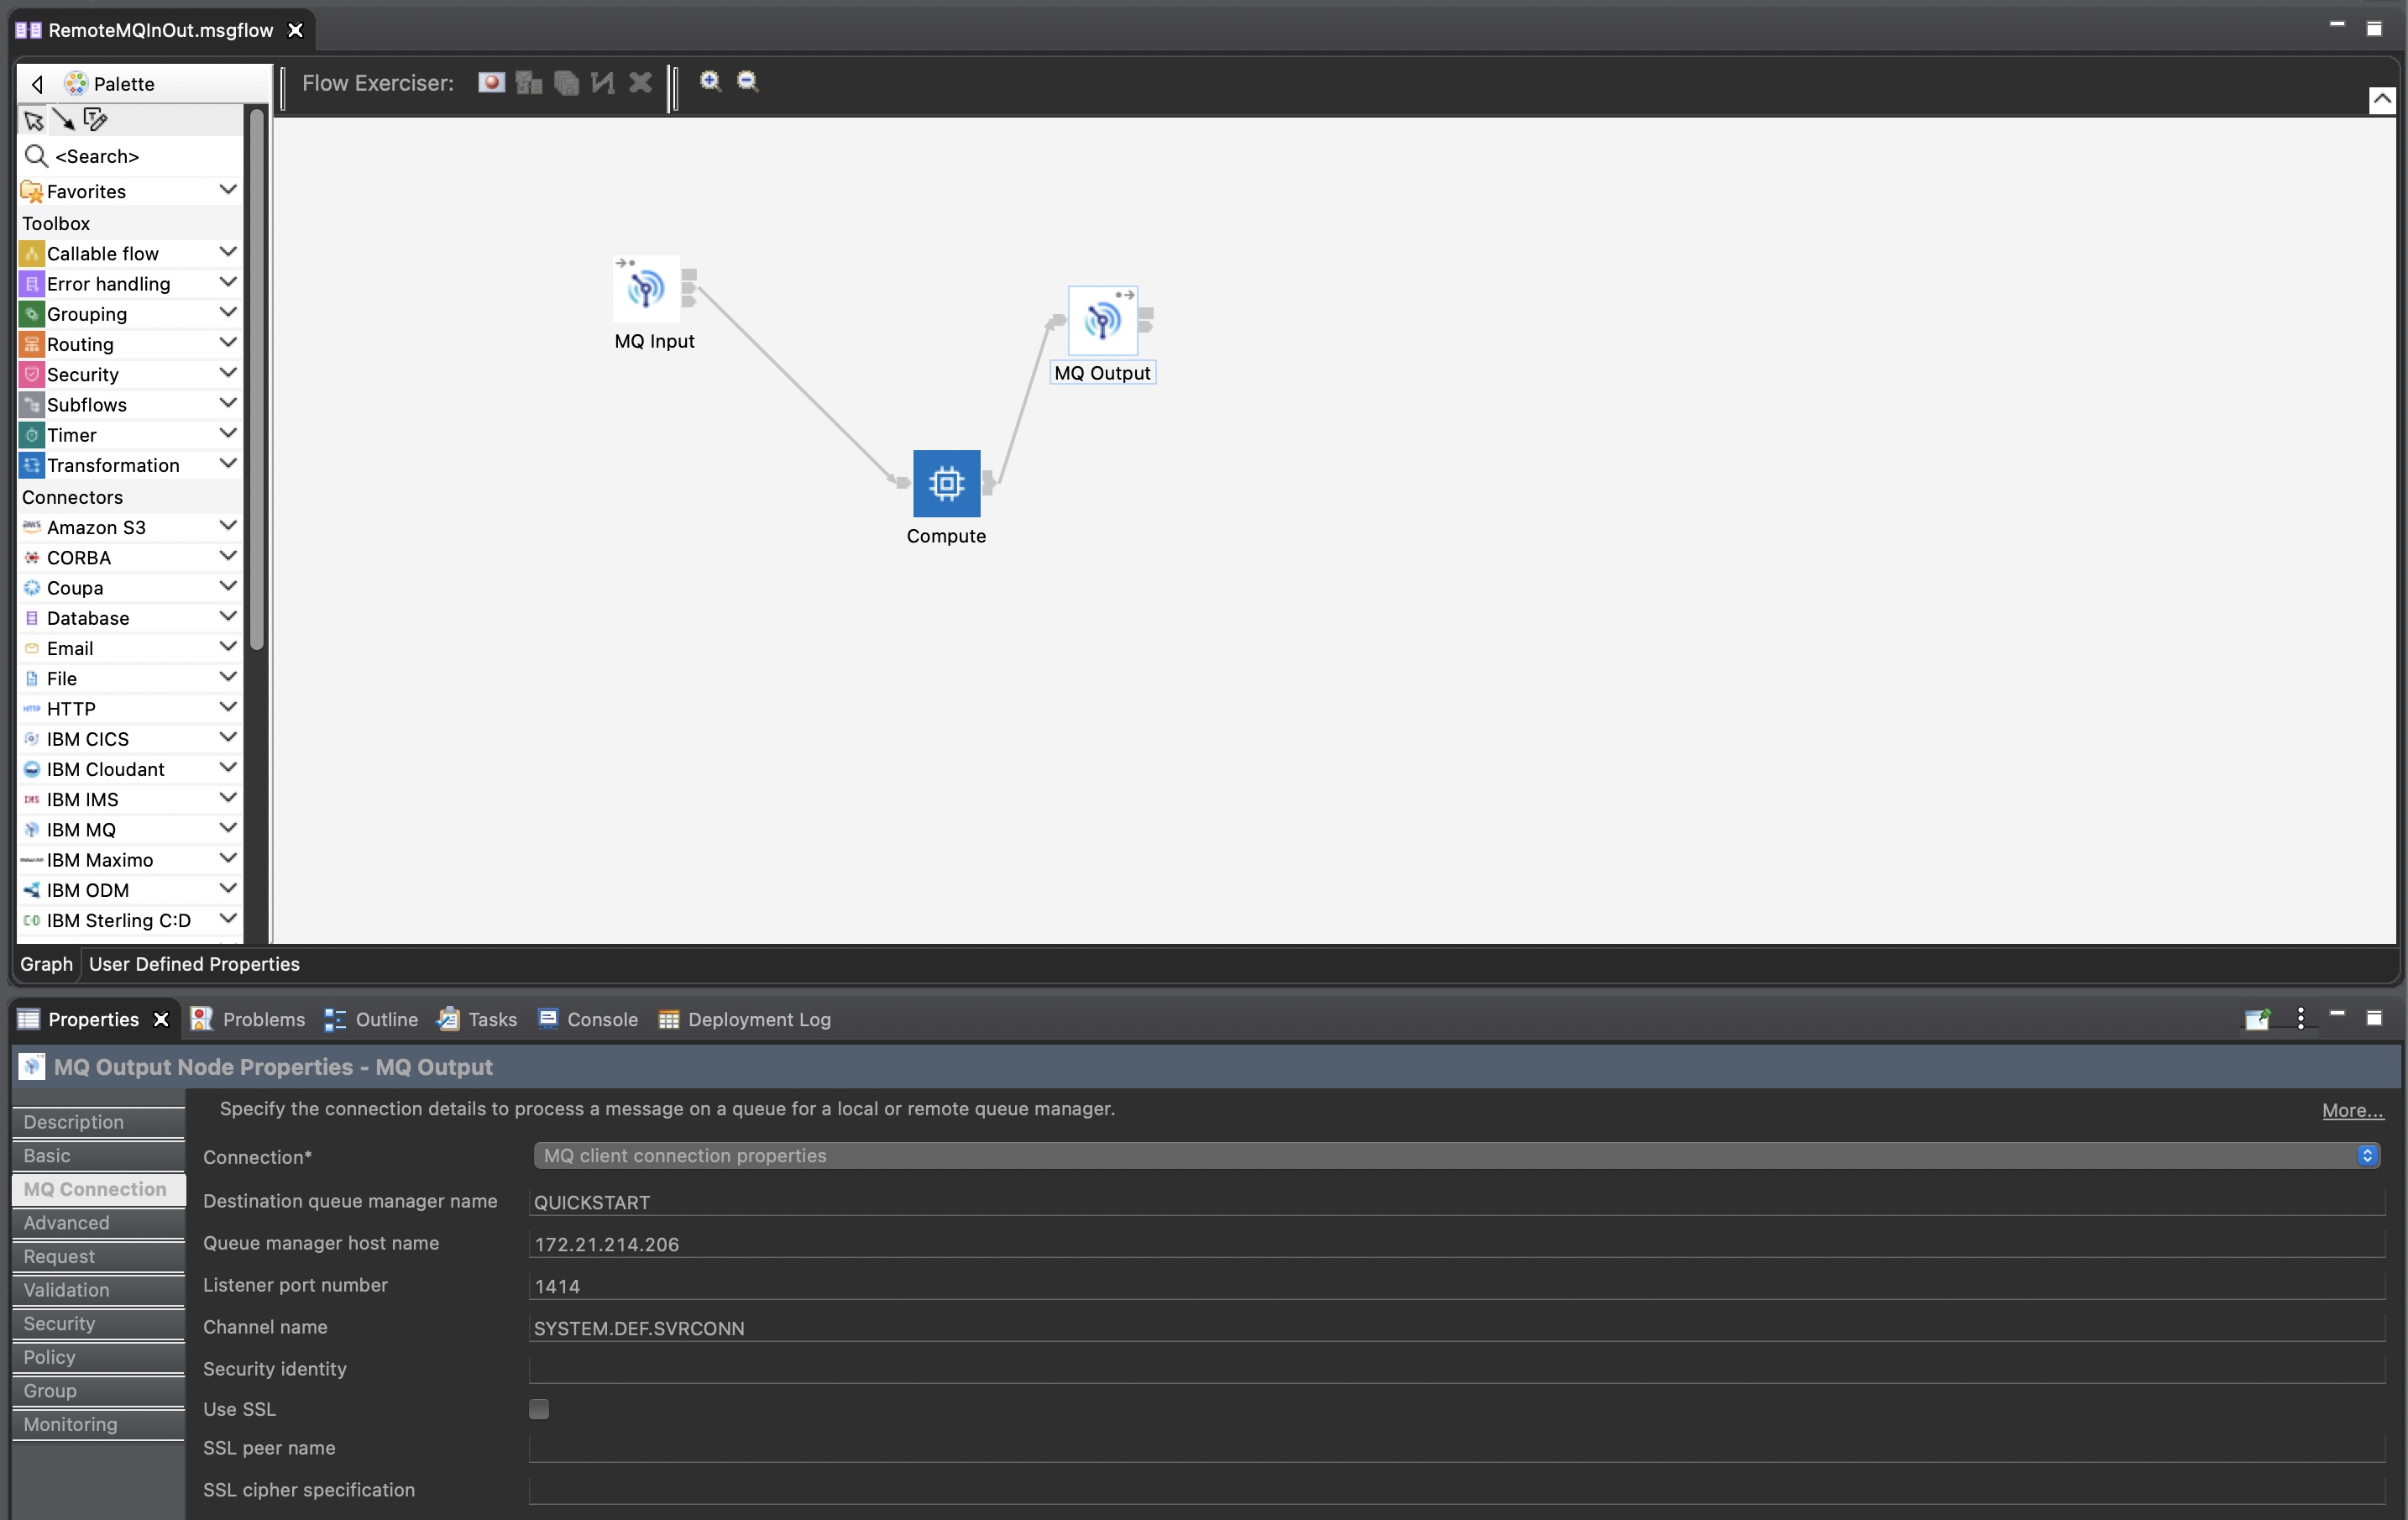 RemoteMQInOut.msgflow
Palette
Flow Exerciser:
<Search>
Favorites
Toolbox
Callable flow
Error handling
Grouping
Routing
Security
Subflows
Timer
Transformation
Connectors
Amazon S3
CORBA
Coupa
Database
Email
File
HTTP
IBM CICS
IBM Cloudant
IBM IMS
IBM MQ
IBM Maximo
IBM ODM
IBM Sterling C:D
MQ Input
MQ Output
Compute
Graph User Defined Properties
Properties Problems Outline Tasks Console Deployment Log
MQ Output Node Properties - MQ Output
Description
Basic
MQ Connection
Advanced
Request
Validation
Security
Policy
Group
Monitoring
Specify the connection details to process a message on a queue for a local or remote queue manager.
More...
Connection* MQ client connection properties
Destination queue manager name QUICKSTART
Queue manager host name 172.21.214.206
Listener port number 1414
Channel name SYSTEM.DEF.SVRCONN
Security identity
Use SSL
SSL peer name
SSL cipher specification